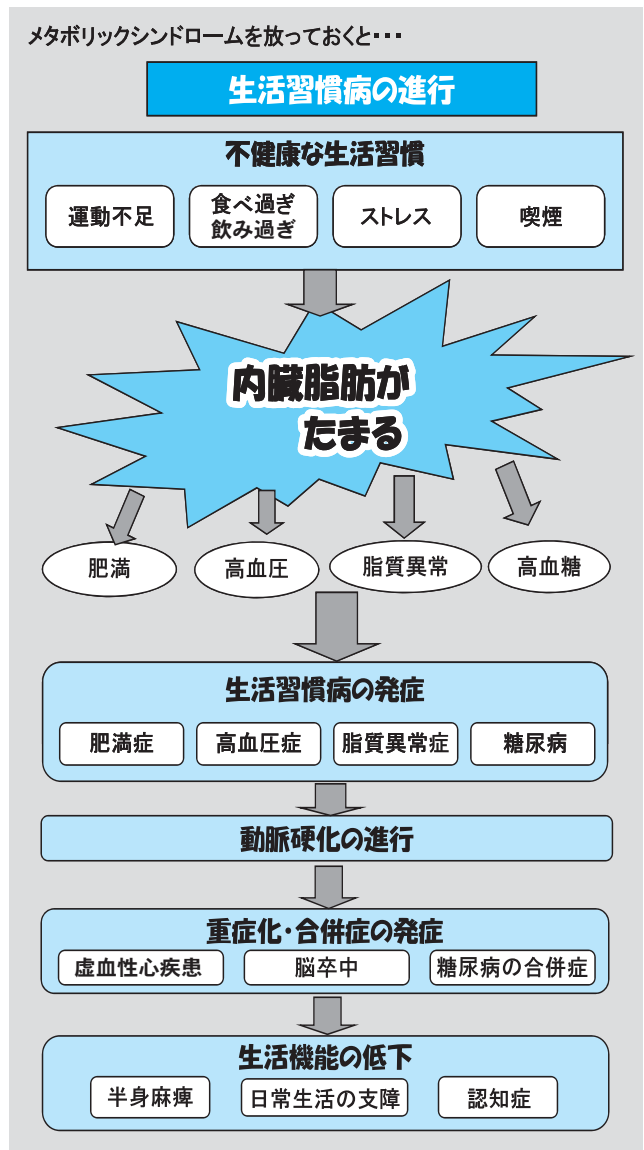 メタボリックシンドロームを放っておくと・・・
生活習慣病の進行
不健康な生活習慣
運動不足
食べ過ぎ
飲み過ぎ
ストレス
喫煙
内臓脂肪が
たまる
肥満
高血圧
脂質異常
高血糖
生活習慣病の発症
肥満症
高血圧症
脂質異常症
糖尿病
動脈硬化の進行
重症化・合併症の発症
虚血性心疾患
脳卒中
糖尿病の合併症
生活機能の低下
半身麻痺
日常生活の支障
認知症